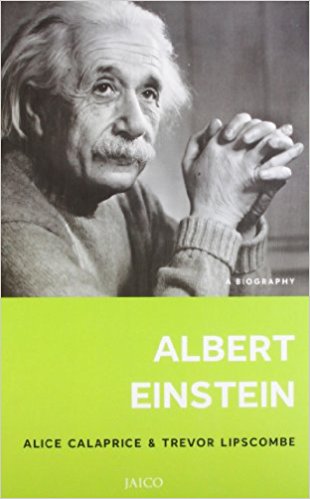 A BIOGRAPHY
ALBERT
EINSTEIN
ALICE CALAPRICE & TREVOR LIPSCOMBE
JAICO